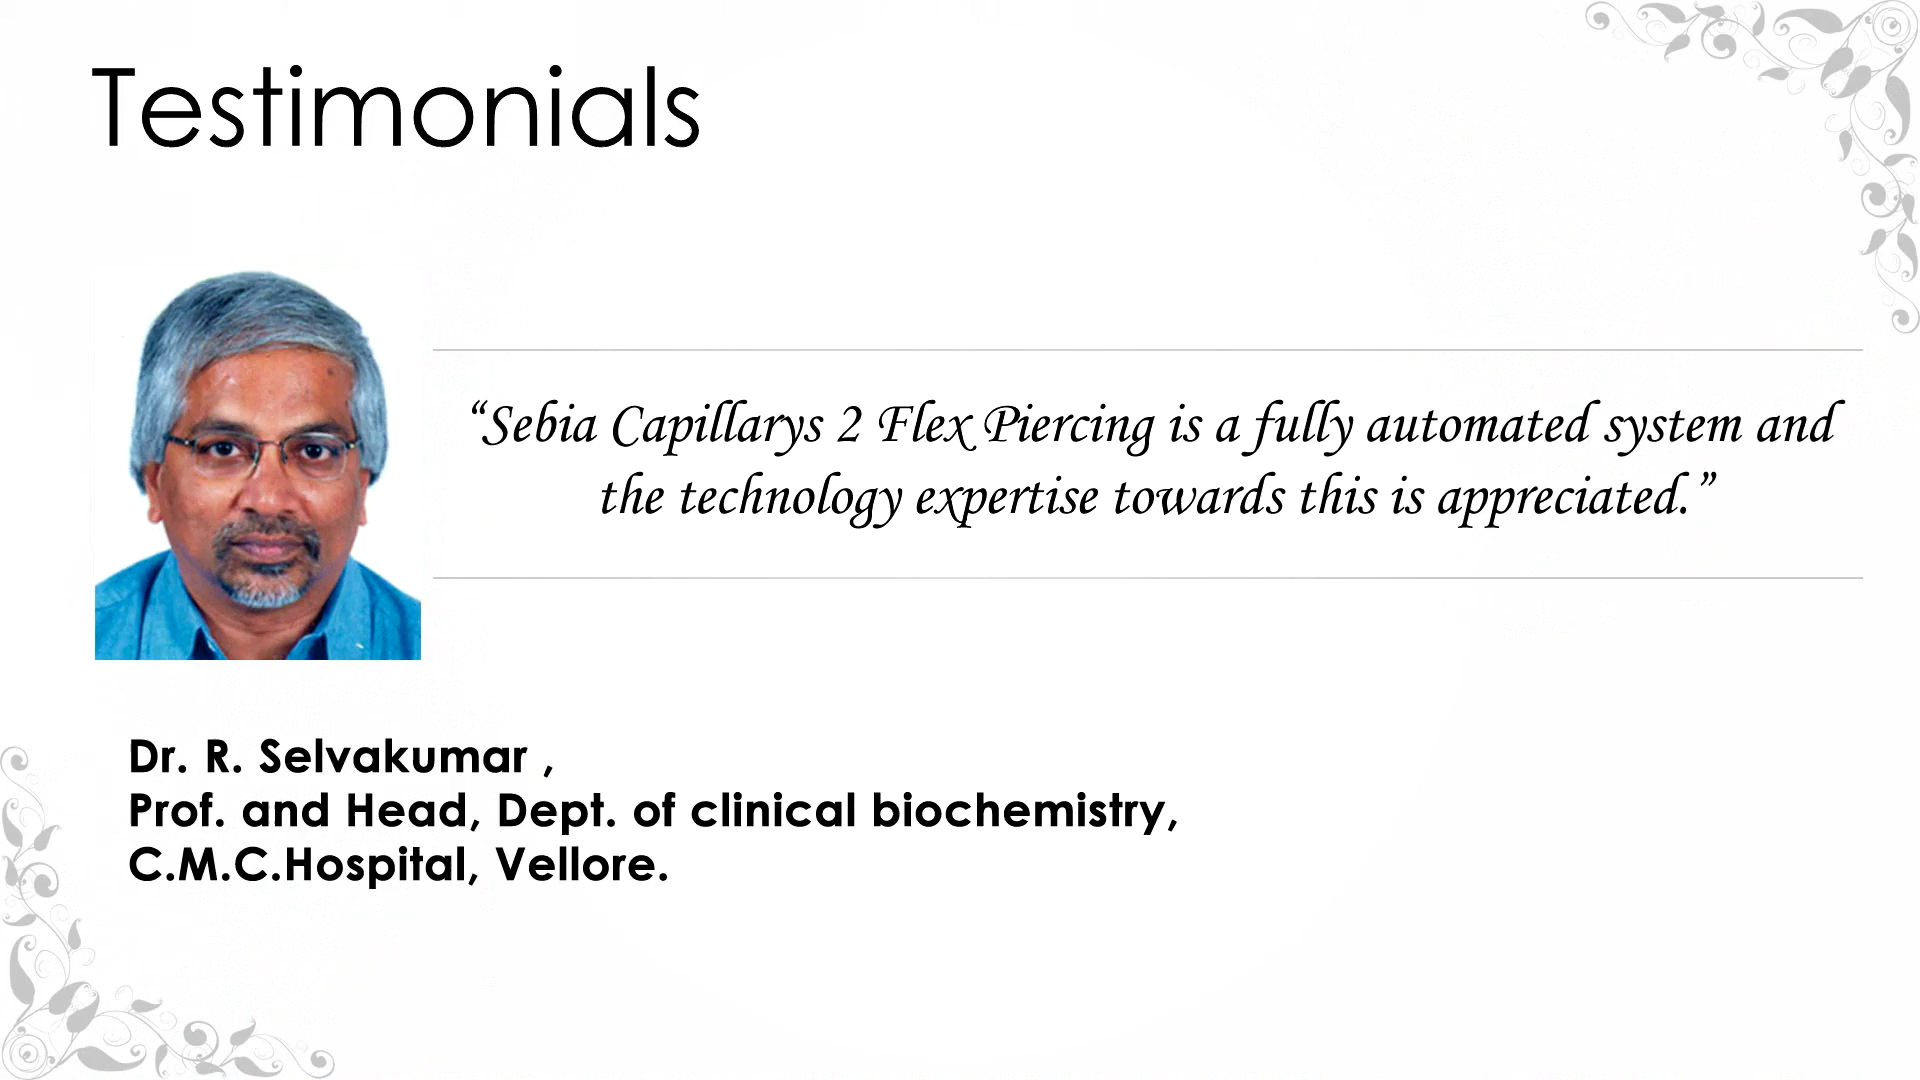 Testimonials
“Sebia Capillarys 2 Flex Piercing is a fully automated system and
the technology expertise towards this is appreciated.”
Dr. R. Selvakumar ,
Prof. and Head, Dept. of clinical biochemistry,
C.M.C.Hospital, Vellore.